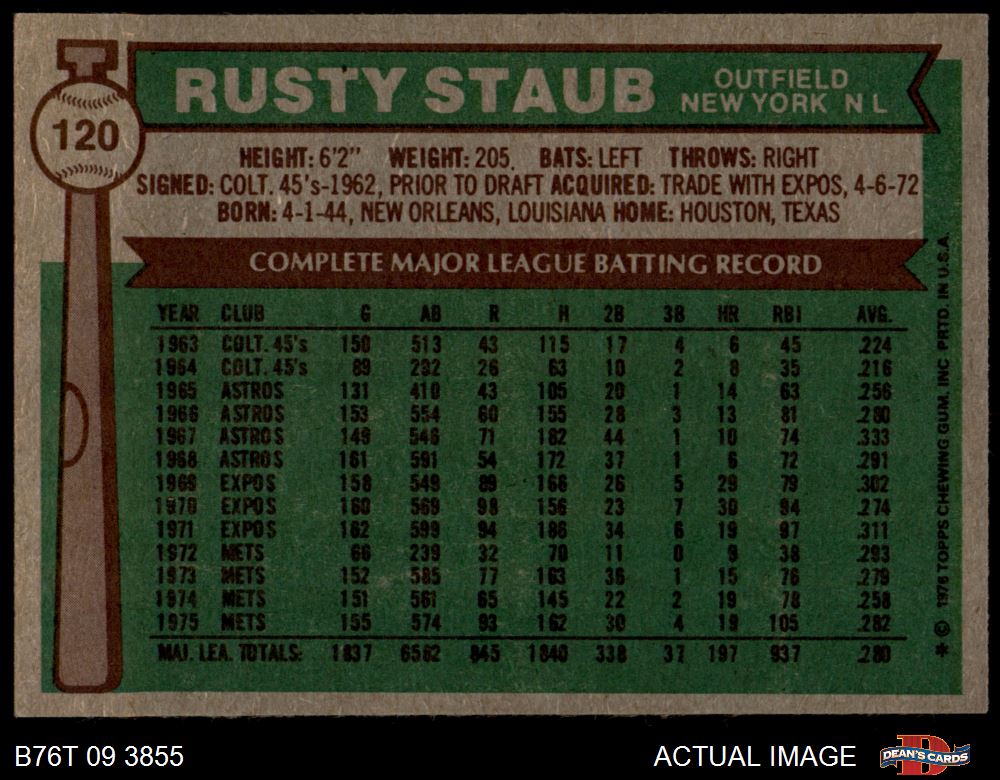 120
RUSTY STAUB
OUTFIELD
NEW YORK N L
HEIGHT: 6'2" WEIGHT: 205. BATS: LEFT THROWS: RIGHT
SIGNED: COLT. 45's-1962, PRIOR TO DRAFT ACQUIRED: TRADE WITH EXPOS, 4-6-72
BORN: 4-1-44, NEW ORLEANS, LOUISIANA HOME: HOUSTON, TEXAS
COMPLETE MAJOR LEAGUE BATTING RECORD
YEAR CLUB G AB R H 2B 3B HR RBI AVG.
1963 COLT. 45's 150 513 43 115 17 4 6 45 .224
1964 COLT. 45's 89 292 26 63 10 2 8 35 .216
1965 ASTROS 131 410 43 105 20 1 14 63 .256
1966 ASTROS 153 554 60 155 28 3 13 81 .280
1967 ASTROS 149 546 71 182 44 1 10 74 .333
1968 ASTROS 161 591 54 172 37 1 6 72 .291
1969 EXPOS 158 549 89 166 26 5 29 79 .302
1970 EXPOS 160 569 98 156 23 7 30 94 .274
1971 EXPOS 162 599 94 186 34 6 19 97 .311
1972 METS 66 239 32 70 11 0 9 38 .293
1973 METS 152 585 77 163 36 1 15 76 .279
1974 METS 151 561 65 145 22 2 19 78 .258
1975 METS 155 574 93 162 30 4 19 105 .282
MAJ. LEA. TOTALS: 1837 6562 845 1840 338 37 197 937 .280
* © 1976 TOPPS CHEWING GUM, INC PRTD. IN U.S.A.
B76T 09 3855
ACTUAL IMAGE
D
DEAN'S CARDS